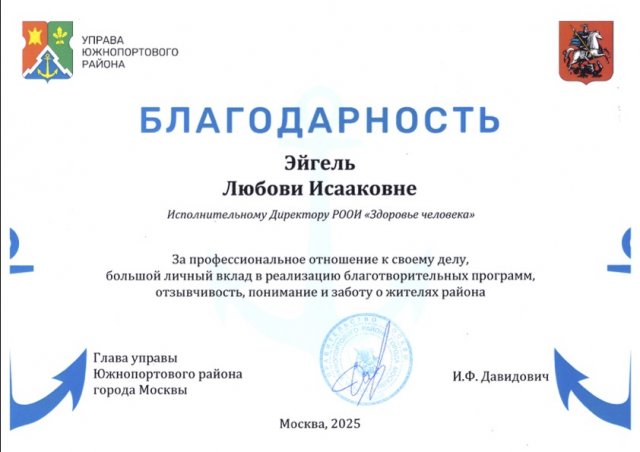 УПРАВА
ЮЖНОПОРТОВОГО
РАЙОНА
БЛАГОДАРНОСТЬ
Эйгель
Любови Исааковне
Исполнительному Директору РООИ «Здоровье человека»
За профессиональное отношение к своему делу,
большой личный вклад в реализацию благотворительных программ,
отзывчивость, понимание и заботу о жителях района
Глава управы
Южнопортового района
города Москвы
И.Ф. Давидович
Москва, 2025